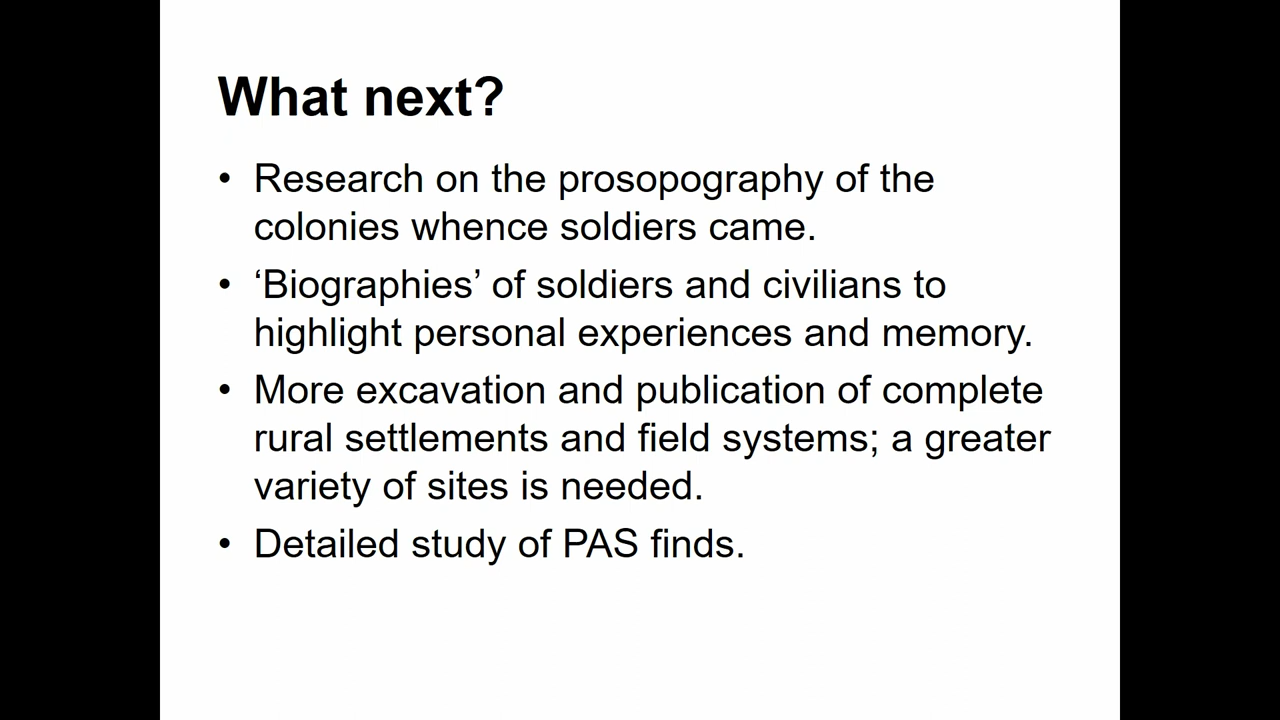 What next?
• Research on the prosopography of the
colonies whence soldiers came.
• ‘Biographies’ of soldiers and civilians to
highlight personal experiences and memory.
• More excavation and publication of complete
rural settlements and field systems; a greater
variety of sites is needed.
• Detailed study of PAS finds.